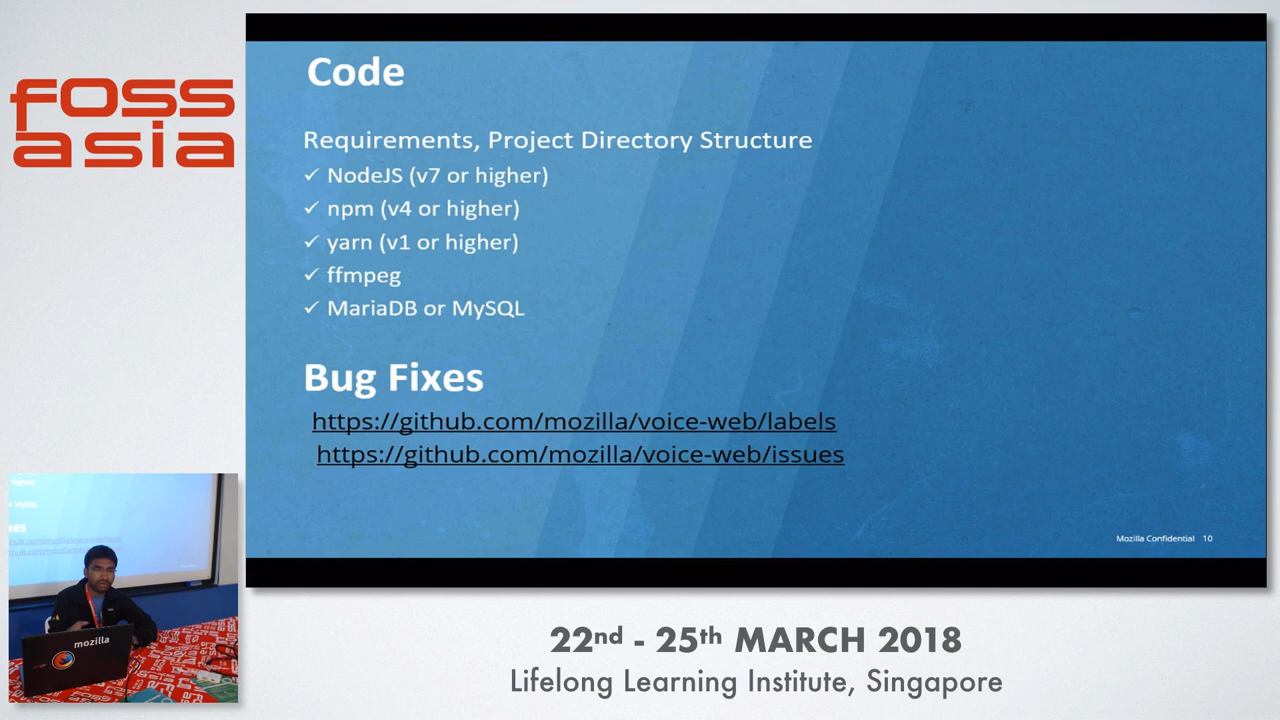 foss
asia
Code
Requirements, Project Directory Structure
✓ NodeJS (v7 or higher)
✓ npm (v4 or higher)
✓ yarn (v1 or higher)
✓ ffmpeg
✓ MariaDB or MySQL
Bug Fixes
https://github.com/mozilla/voice-web/labels
https://github.com/mozilla/voice-web/issues
Mozilla Confidential 10
mozilla
22nd - 25th MARCH 2018
Lifelong Learning Institute, Singapore